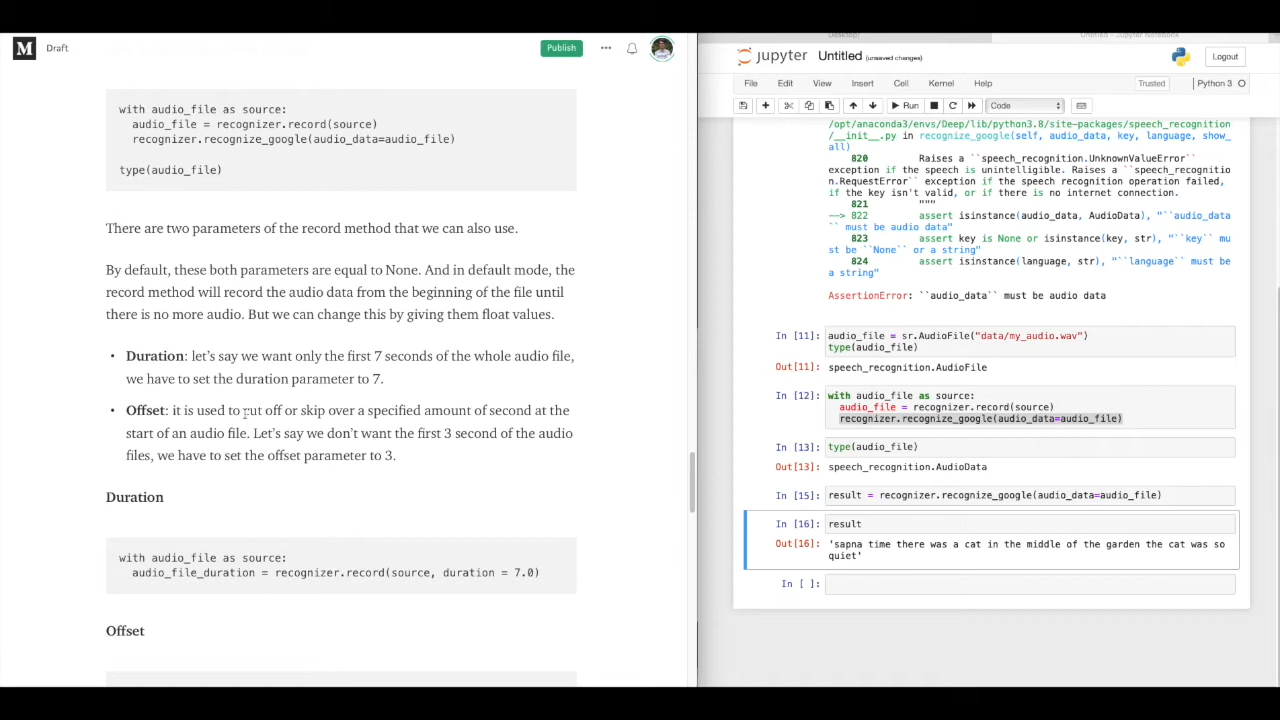 M Draft
Publish
with audio_file as source:
audio_file = recognizer.record(source)
recognizer.recognize_google(audio_data=audio_file)
type(audio_file)
There are two parameters of the record method that we can also use.
By default, these both parameters are equal to None. And in default mode, the
record method will record the audio data from the beginning of the file until
there is no more audio. But we can change this by giving them float values.
• Duration: let's say we want only the first 7 seconds of the whole audio file,
we have to set the duration parameter to 7.
• Offset: it is used to cut off or skip over a specified amount of second at the
start of an audio file. Let's say we don't want the first 3 second of the audio
files, we have to set the offset parameter to 3.
Duration
with audio_file as source:
audio_file_duration = recognizer.record(source, duration = 7.0)
Offset
Desktop/
Untitled - Jupyter Notebook
jupyter Untitled (unsaved changes)
Logout
File Edit View Insert Cell Kernel Help
Trusted Python 3
Run Code
/opt/anaconda3/envs/Deep/lib/python3.8/site-packages/speech_recognition
/__init__.py in recognize_google(self, audio_data, key, language, show_
all)
820 Raises a ``speech_recognition.UnknownValueError``
exception if the speech is unintelligible. Raises a ``speech_recognitio
n.RequestError`` exception if the speech recognition operation failed,
if the key isn't valid, or if there is no internet connection.
821 """
--> 822 assert isinstance(audio_data, AudioData), "``audio_data
`` must be audio data"
823 assert key is None or isinstance(key, str), "``key`` mu
st be ``None`` or a string"
824 assert isinstance(language, str), "``language`` must be
a string"
AssertionError: ``audio_data`` must be audio data
In [11]: audio_file = sr.AudioFile("data/my_audio.wav")
type(audio_file)
Out[11]: speech_recognition.AudioFile
In [12]: with audio_file as source:
audio_file = recognizer.record(source)
recognizer.recognize_google(audio_data=audio_file)
In [13]: type(audio_file)
Out[13]: speech_recognition.AudioData
In [15]: result = recognizer.recognize_google(audio_data=audio_file)
In [16]: result
Out[16]: 'sapna time there was a cat in the middle of the garden the cat was so
quiet'
In [ ]: